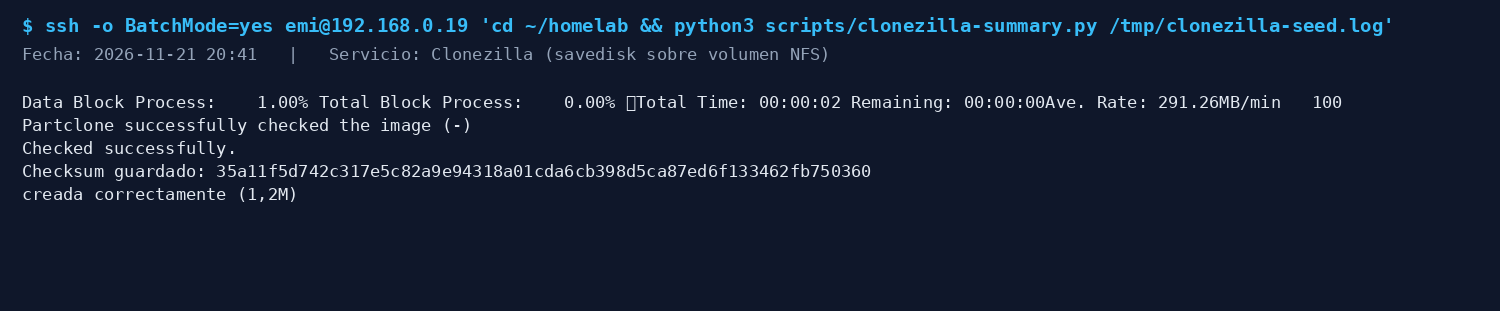 $ ssh -o BatchMode=yes emi@192.168.0.19 'cd ~/homelab && python3 scripts/clonezilla-summary.py /tmp/clonezilla-seed.log'
Fecha: 2026-11-21 20:41   |   Servicio: Clonezilla (savedisk sobre volumen NFS)
Data Block Process:    1.00% Total Block Process:    0.00% Total Time: 00:00:02 Remaining: 00:00:00Ave. Rate: 291.26MB/min   100
Partclone successfully checked the image (-)
Checked successfully.
Checksum guardado: 35a11f5d742c317e5c82a9e94318a01cda6cb398d5ca87ed6f133462fb750360
creada correctamente (1,2M)